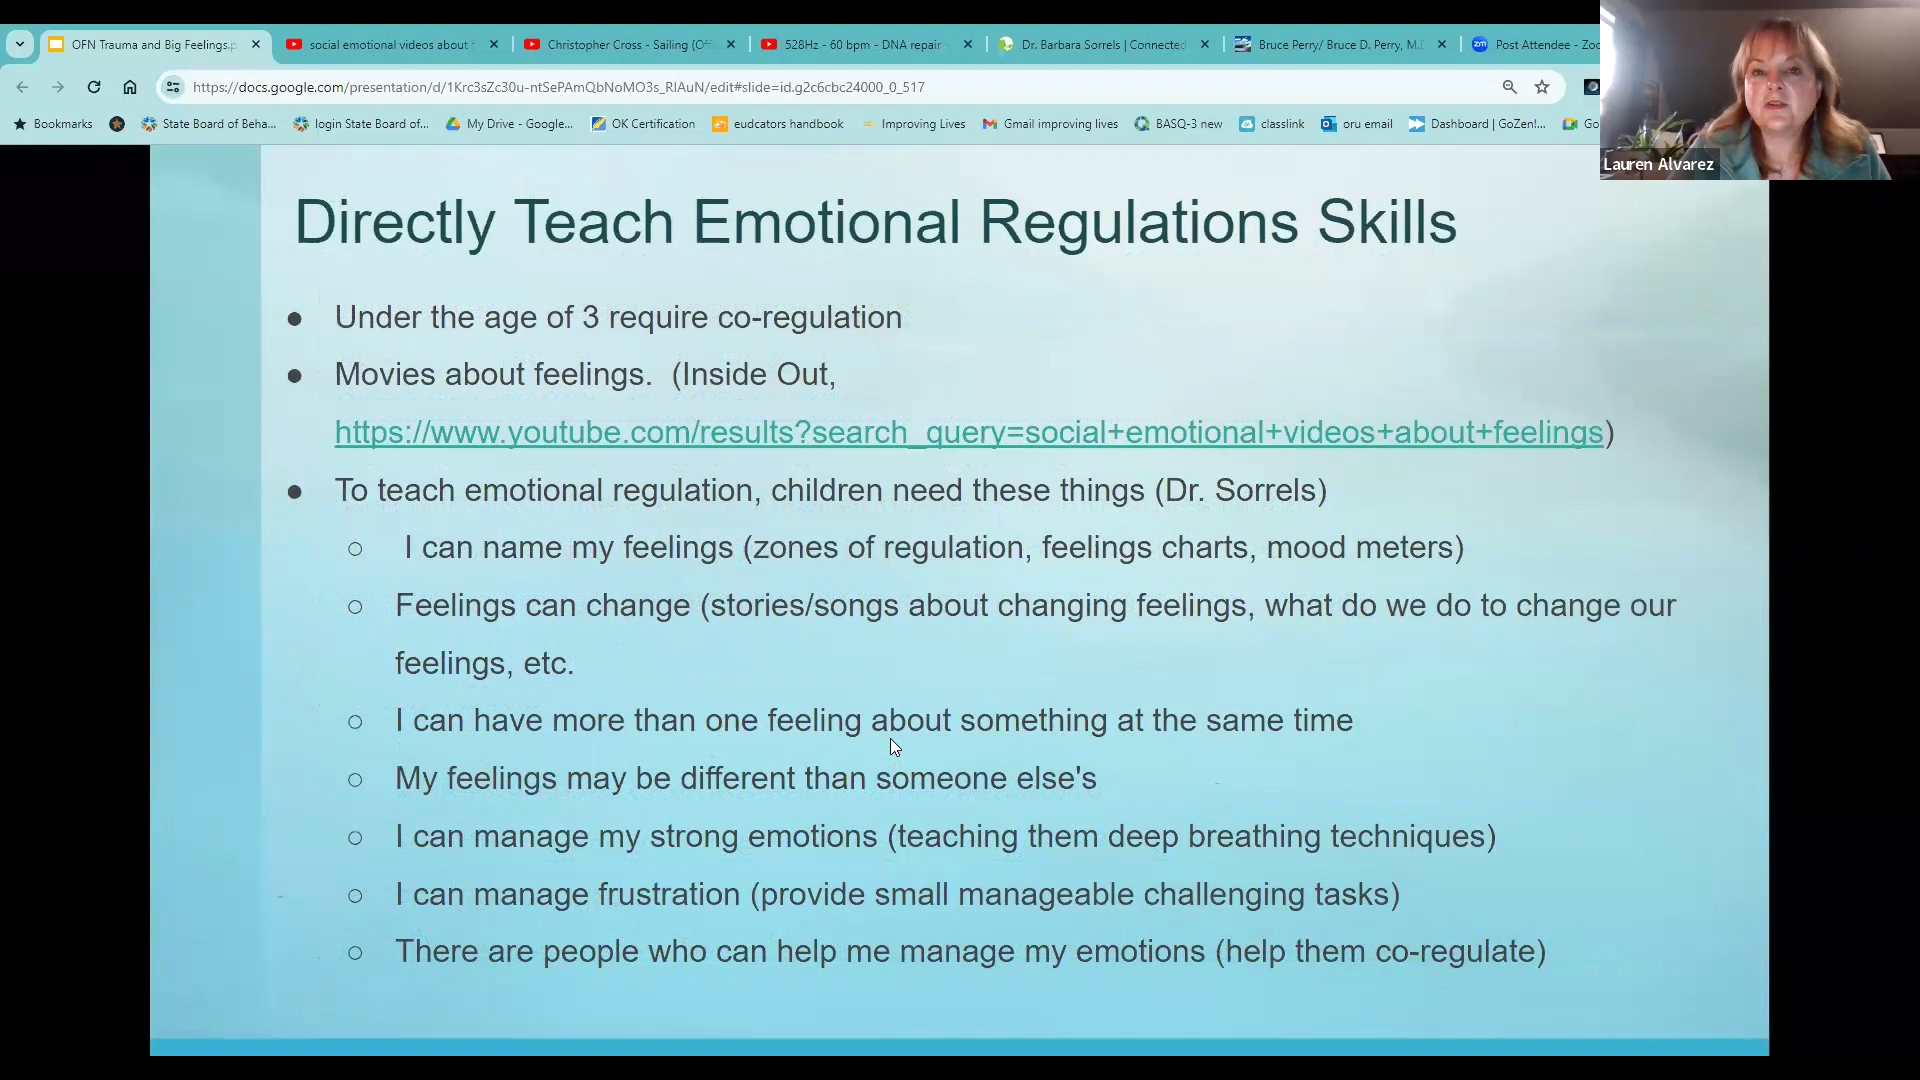 OFN Trauma and Big Feelings.p
social emotional videos about
Christopher Cross - Sailing (Of
528Hz - 60 bpm - DNA repair
Dr. Barbara Sorrels | Connected
Bruce Perry/ Bruce D. Perry, M.
zm Post Attendee - Zoo
https://docs.google.com/presentation/d/1Krc3sZc30u-ntSePAmQbNoMO3s_RlAuN/edit#slide=id.g2c6cbc24000_0_517
Bookmarks
State Board of Beha...
login State Board of...
My Drive - Google...
OK Certification
eudcators handbook
Improving Lives
Gmail improving lives
BASQ-3 new
classlink
oru email
Dashboard | GoZen!...
Go
Lauren Alvarez
Directly Teach Emotional Regulations Skills
● Under the age of 3 require co-regulation
● Movies about feelings. (Inside Out,
https://www.youtube.com/results?search_query=social+emotional+videos+about+feelings)
● To teach emotional regulation, children need these things (Dr. Sorrels)
○ I can name my feelings (zones of regulation, feelings charts, mood meters)
○ Feelings can change (stories/songs about changing feelings, what do we do to change our
feelings, etc.
○ I can have more than one feeling about something at the same time
○ My feelings may be different than someone else's
○ I can manage my strong emotions (teaching them deep breathing techniques)
○ I can manage frustration (provide small manageable challenging tasks)
○ There are people who can help me manage my emotions (help them co-regulate)